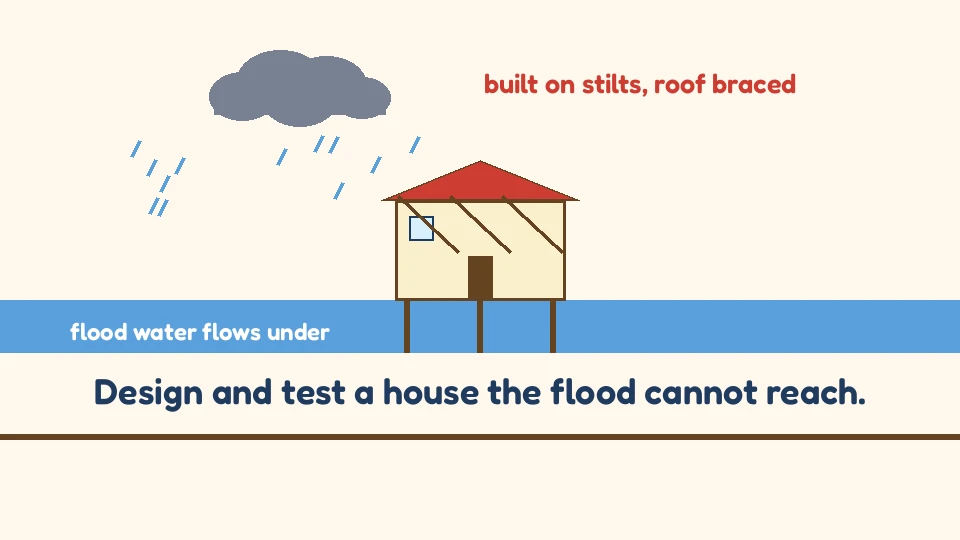 built on stilts, roof braced
flood water flows under
Design and test a house the flood cannot reach.